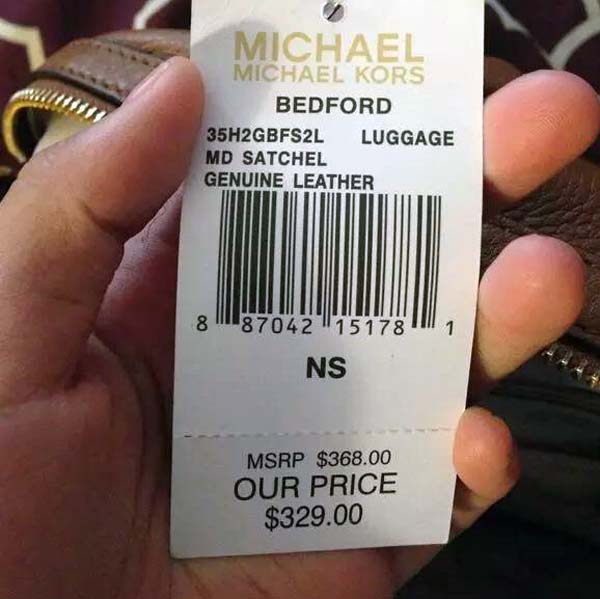 MICHAEL
MICHAEL KORS
BEDFORD
35H2GBFS2L LUGGAGE
MD SATCHEL
GENUINE LEATHER
8 87042 15178 1
NS
MSRP $368.00
OUR PRICE
$329.00